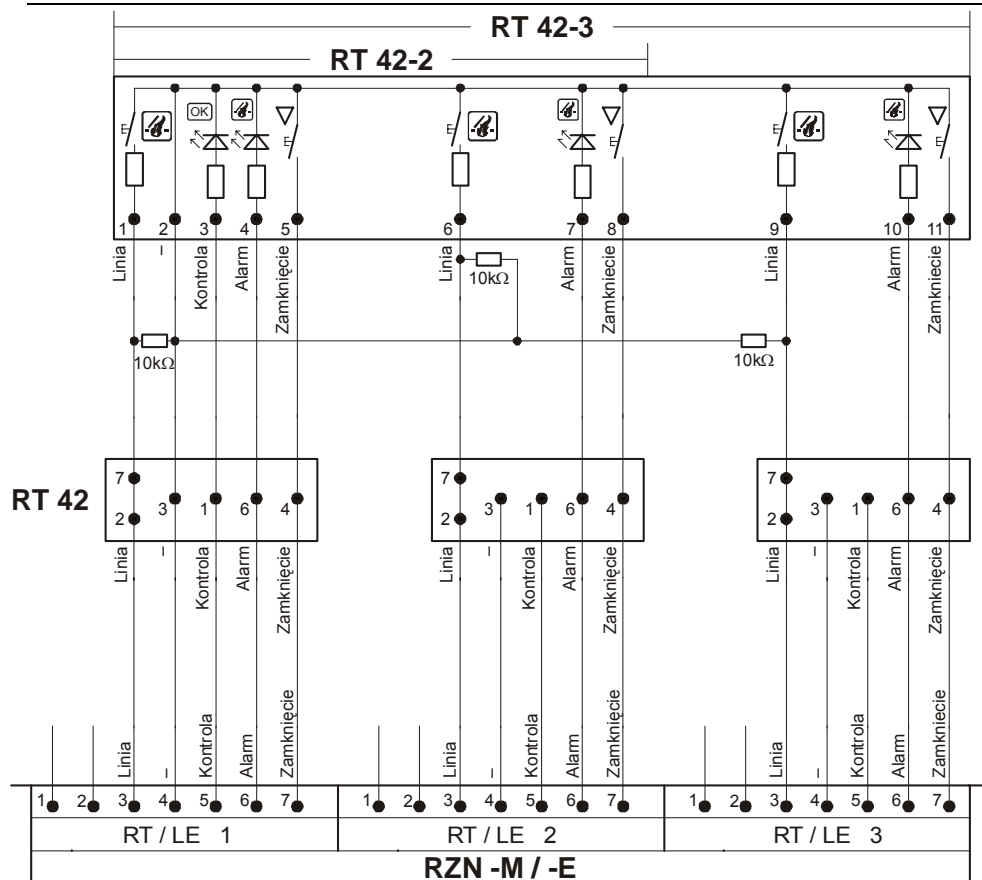 RT 42-3
RT 42-2
OK
1 2 3 4 5 6 7 8 9 10 11
Linia – Kontrola Alarm Zamknięcie Linia Alarm Zamkniecie Linia Alarm Zamkniecie
10kΩ
10kΩ 10kΩ
RT 42
7 7 7
2 3 1 6 4 2 3 1 6 4 2 3 1 6 4
Linia – Kontrola Alarm Zamknięcie Linia – Kontrola Alarm Zamknięcie Linia – Kontrola Alarm Zamkniecie
Linia – Kontrola Alarm Zamknięcie Linia – Kontrola Alarm Zamknięcie Linia – Kontrola Alarm Zamkniecie
1 2 3 4 5 6 7 1 2 3 4 5 6 7 1 2 3 4 5 6 7
RT / LE 1 RT / LE 2 RT / LE 3
RZN -M / -E